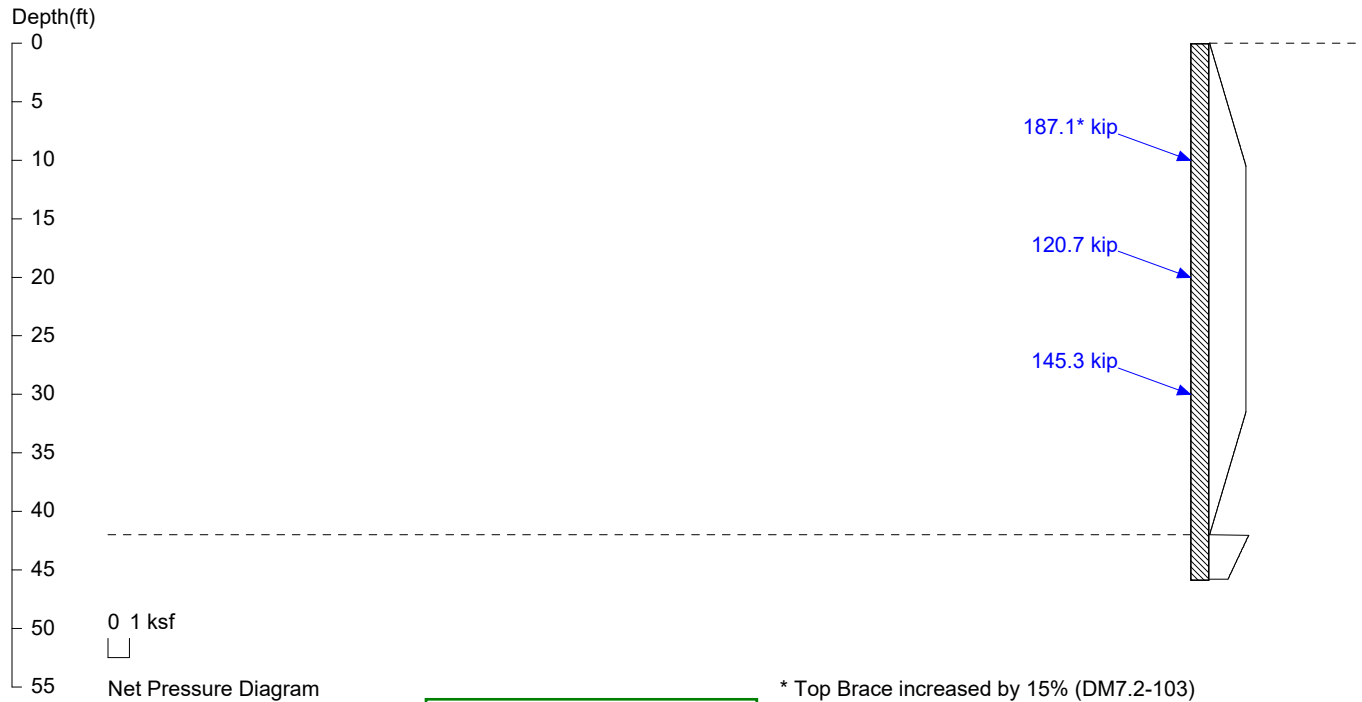 Depth(ft)
0
5
10
15
20
25
30
35
40
45
50
55
187.1* kip
120.7 kip
145.3 kip
0 1 ksf
Net Pressure Diagram
* Top Brace increased by 15% (DM7.2-103)